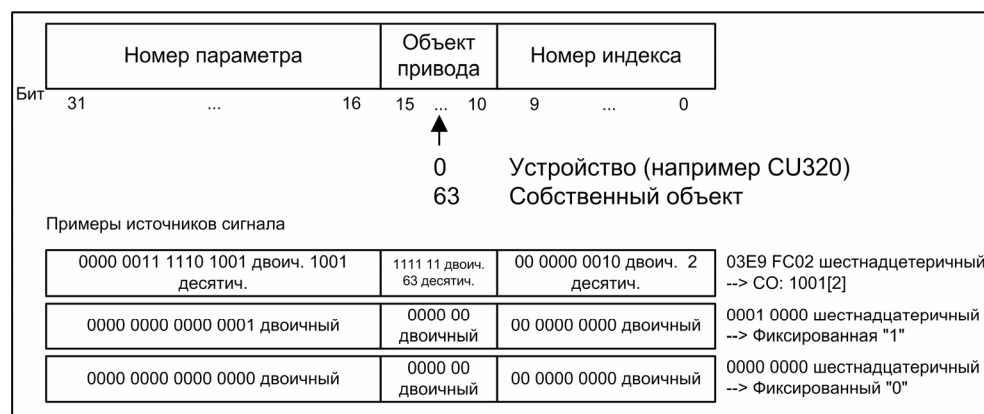 Номер параметра
Объект
привода
Номер индекса
Бит
31 ... 16 15 ... 10 9 ... 0
0 Устройство (например CU320)
63 Собственный объект
Примеры источников сигнала
0000 0011 1110 1001 двоич. 1001
десятич.
1111 11 двоич.
63 десятич.
00 0000 0010 двоич. 2
десятич.
03E9 FC02 шестнадцетеричный
--> CO: 1001[2]
0000 0000 0000 0001 двоичный
0000 00
двоичный
00 0000 0000 двоичный
0001 0000 шестнадцатеричный
--> Фиксированная "1"
0000 0000 0000 0000 двоичный
0000 00
двоичный
00 0000 0000 двоичный
0000 0000 шестнадцатеричный
--> Фиксированный "0"